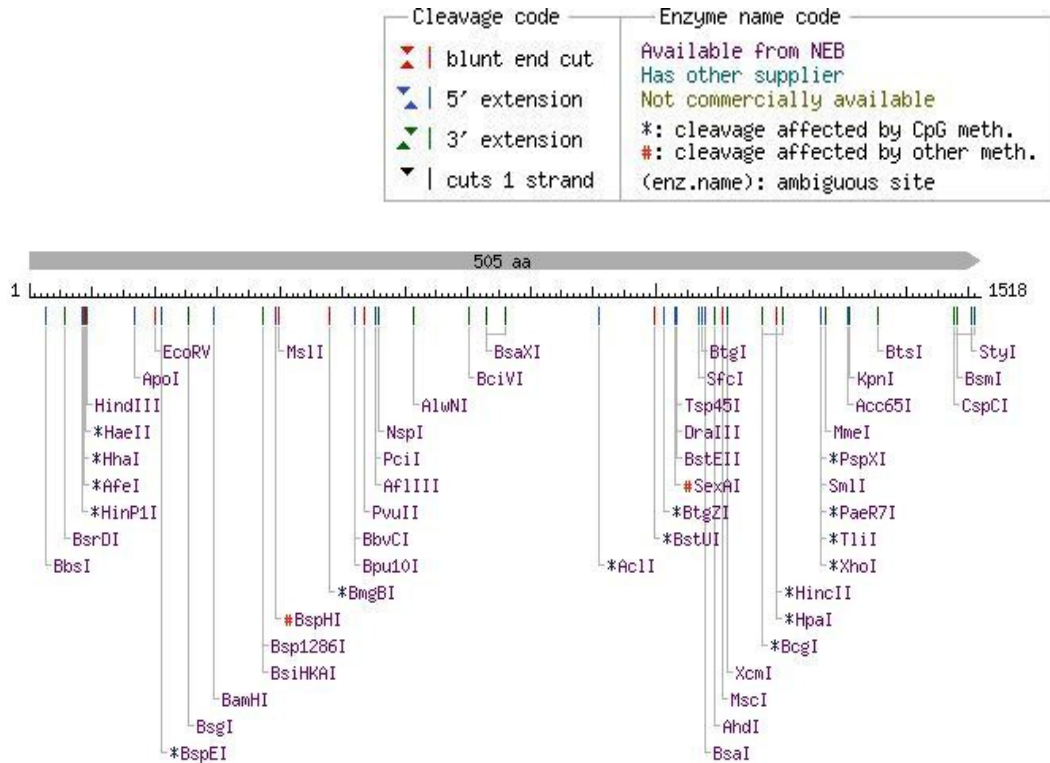 Cleavage code
blunt end cut
5′ extension
3′ extension
cuts 1 strand
Enzyme name code
Available from NEB
Has other supplier
Not commercially available
*: cleavage affected by CpG meth.
#: cleavage affected by other meth.
(enz.name): ambiguous site
505 aa
1 1518
EcoRV MslI BsaXI BtgI BtsI StyI
ApoI BciVI SfcI KpnI BsmI
HindIII AlwNI Tsp45I Acc65I CspCI
*HaeII NspI DraIII MmeI
*HhaI PciI BstEII *PspXI
*AfeI AflIII #SexAI SmlI
*HinP1I PvuII *BtgZI *PaeR7I
BsrDI BbvCI *BstUI *TliI
BbsI Bpu10I *AclI *XhoI
*BmgBI *HincII
#BspHI *HpaI
Bsp1286I *BcgI
BsiHKAI XcmI
BamHI MscI
BsgI AhdI
*BspEI BsaI